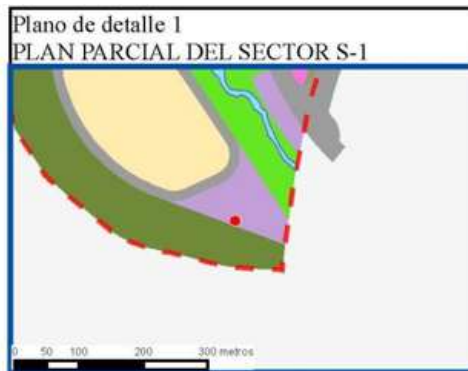 Plano de detalle 1
PLAN PARCIAL DEL SECTOR S-1
0 50 100 200 300 metros